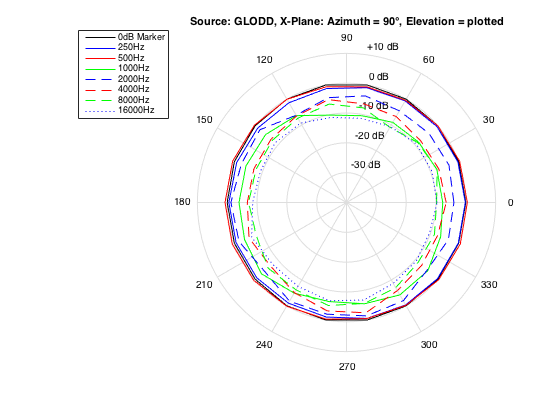 Source: GLODD, X-Plane: Azimuth = 90°, Elevation = plotted
0dB Marker
250Hz
500Hz
1000Hz
2000Hz
4000Hz
8000Hz
16000Hz
90
+10 dB
120
60
0 dB
-10 dB
150
30
-20 dB
-30 dB
180
0
210
330
240
300
270